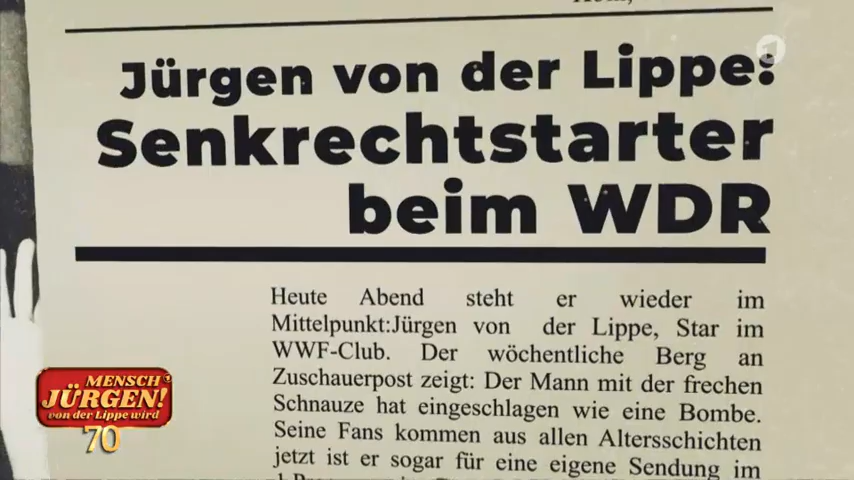 Jürgen von der Lippe:
Senkrechtstarter
beim WDR
Heute Abend steht er wieder im
Mittelpunkt:Jürgen von der Lippe, Star im
WWF-Club. Der wöchentliche Berg an
Zuschauerpost zeigt: Der Mann mit der frechen
Schnauze hat eingeschlagen wie eine Bombe.
Seine Fans kommen aus allen Altersschichten
jetzt ist er sogar für eine eigene Sendung im
MENSCH
JÜRGEN!
von der Lippe wird
70